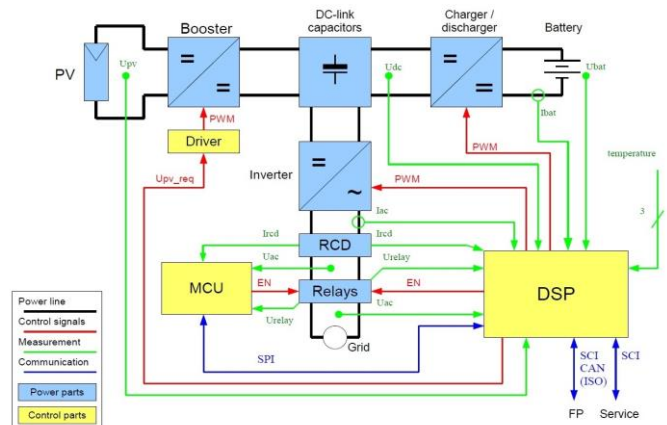 Booster
DC-link
capacitors
Charger /
discharger
Battery
PV
Upv
Udc
Ubat
Ibat
PWM
Driver
Upv_req
Inverter
PWM
PWM
temperature
3
Iac
Ircd
RCD
Ircd
Uac
Urelay
MCU
EN
Relays
EN
DSP
Urelay
Uac
Grid
SPI
SCI
CAN
(ISO)
SCI
FP
Service
Power line
Control signals
Measurement
Communication
Power parts
Control parts